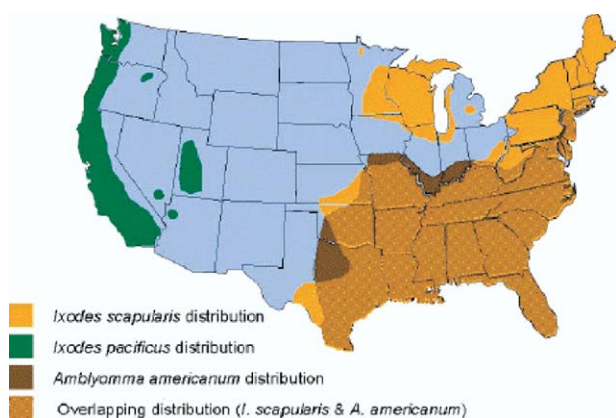 Ixodes scapularis distribution
Ixodes pacificus distribution
Amblyomma americanum distribution
Overlapping distribution (I. scapularis & A. americanum)